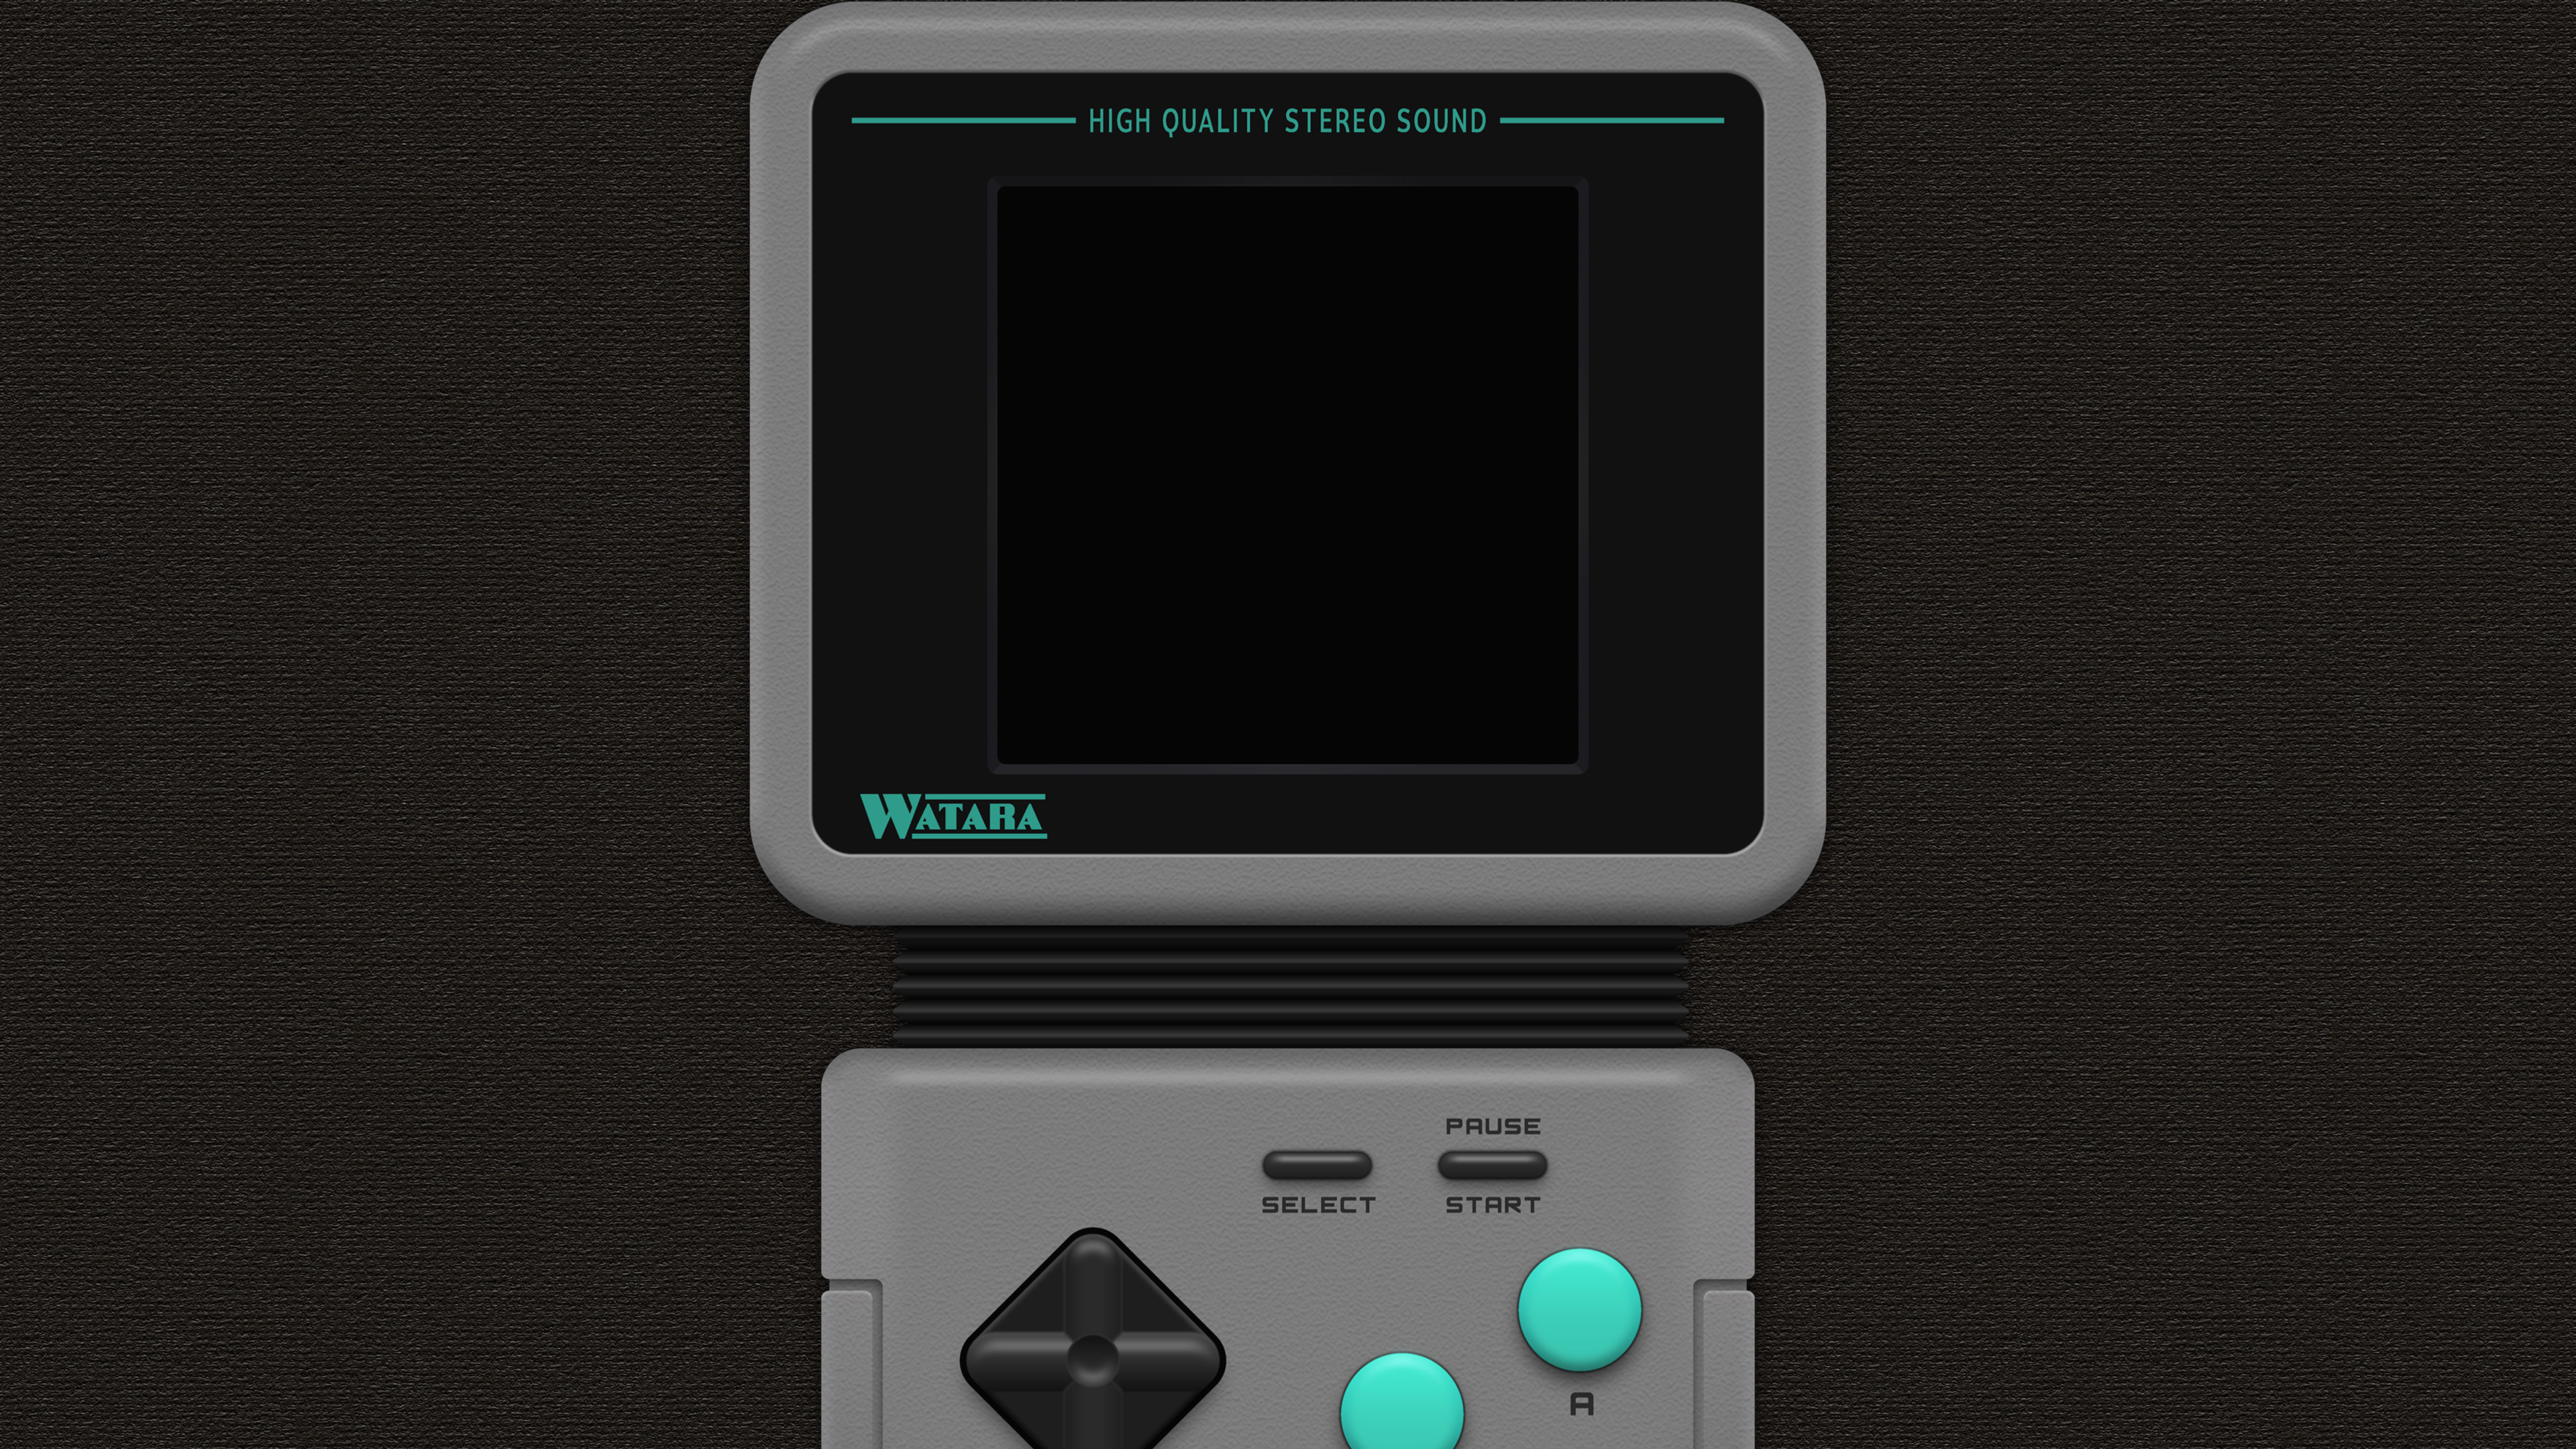 HIGH QUALITY STEREO SOUND
WATARA
PAUSE
SELECT
START
A